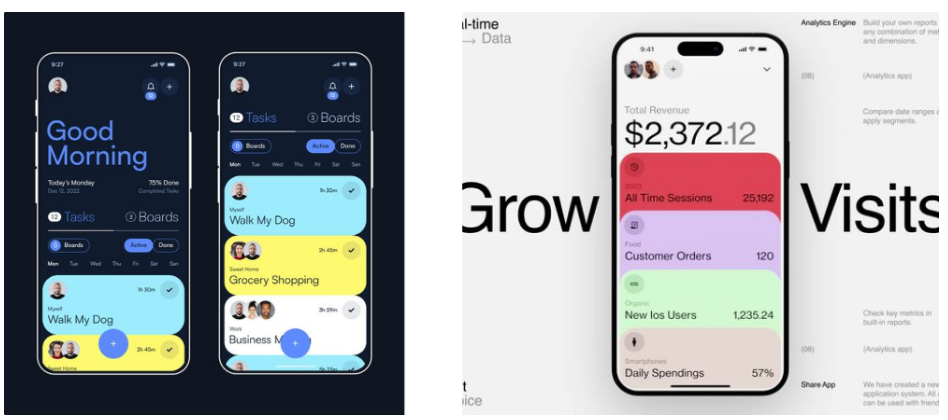 9:27
12
Good
Morning
Today's Monday
75% Done
Dec 12, 2022
Completed Tasks
12 Tasks
3 Boards
Boards
Active
Done
Mon Tue Wed Thu Fri Sat San
1h 30m
Myself
Walk My Dog
+
2h 45m
Sweet Home
9:27
12
12 Tasks
3 Boards
Boards
Active
Done
Mon Tue Wed Thu Fri Sat San
1h 30m
Myself
Walk My Dog
2h 45m
Sweet Home
Grocery Shopping
Work
Business M
+
l-time
→ Data
Grow
Visits
t
oice
9:41
+
Total Revenue
$2,372.12
2023
All Time Sessions 25,192
Food
Customer Orders 120
iOS
Organic
New Ios Users 1,235.24
Smartphones
Daily Spendings 57%
Analytics Engine
Build your own reports
any combination of met
and dimensions.
(08)
(Analytics app)
Compare date ranges a
apply segments.
Check key metrics in
built-in reports.
(08)
(Analytics app)
Share App
We have created a new
application system. All
can be used with friend